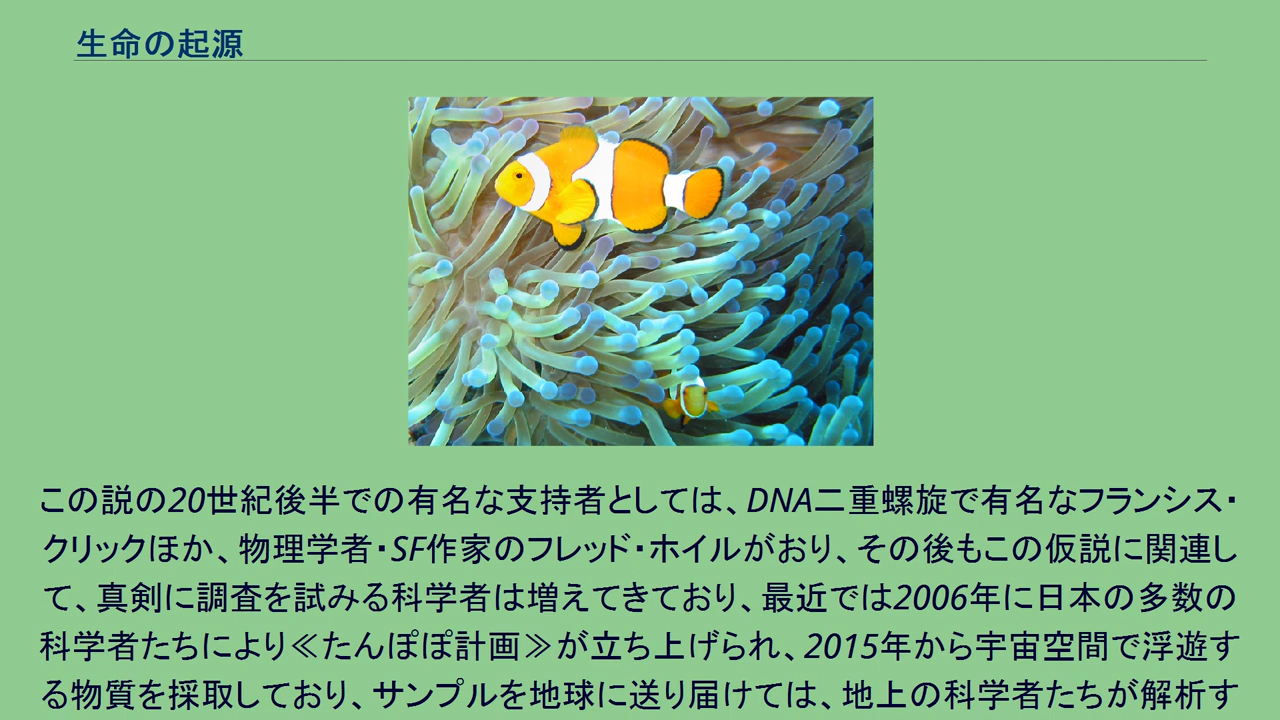 生命の起源
この説の20世紀後半での有名な支持者としては、DNA二重螺旋で有名なフランシス・
クリックほか、物理学者・SF作家のフレッド・ホイルがおり、その後もこの仮説に関連し
て、真剣に調査を試みる科学者は増えてきており、最近では2006年に日本の多数の
科学者たちにより≪たんぽぽ計画≫が立ち上げられ、2015年から宇宙空間で浮遊す
る物質を採取しており、サンプルを地球に送り届けては、地上の科学者たちが解析す